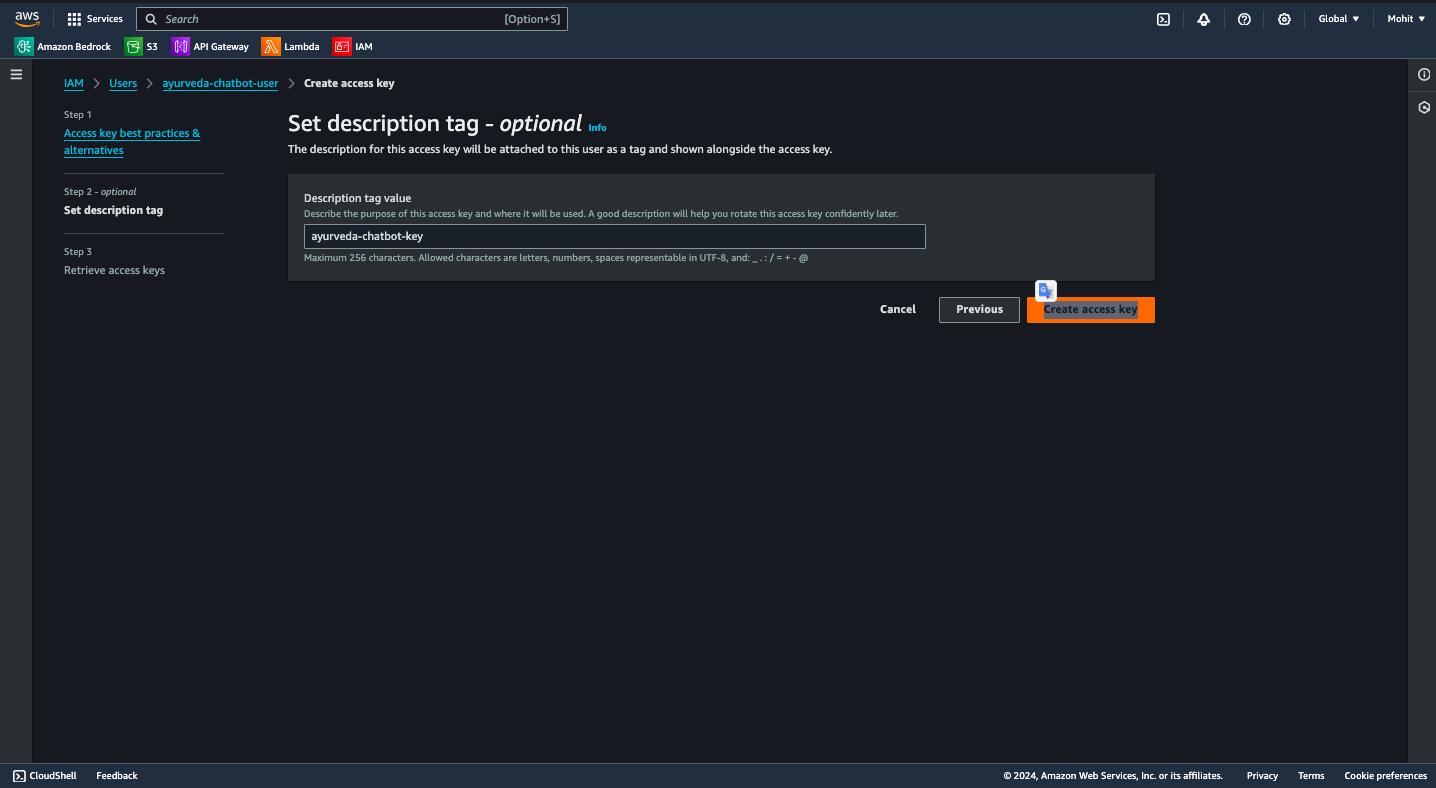 aws
Services
Search
[Option+S]
Global ▼
Mohit ▼
Amazon Bedrock
S3
API Gateway
Lambda
IAM
IAM > Users > ayurveda-chatbot-user > Create access key
Step 1
Access key best practices &
alternatives
Step 2 - optional
Set description tag
Step 3
Retrieve access keys
Set description tag - optional Info
The description for this access key will be attached to this user as a tag and shown alongside the access key.
Description tag value
Describe the purpose of this access key and where it will be used. A good description will help you rotate this access key confidently later.
ayurveda-chatbot-key
Maximum 256 characters. Allowed characters are letters, numbers, spaces representable in UTF-8, and: _ . : / = + - @
Cancel
Previous
Create access key
CloudShell
Feedback
© 2024, Amazon Web Services, Inc. or its affiliates.
Privacy
Terms
Cookie preferences